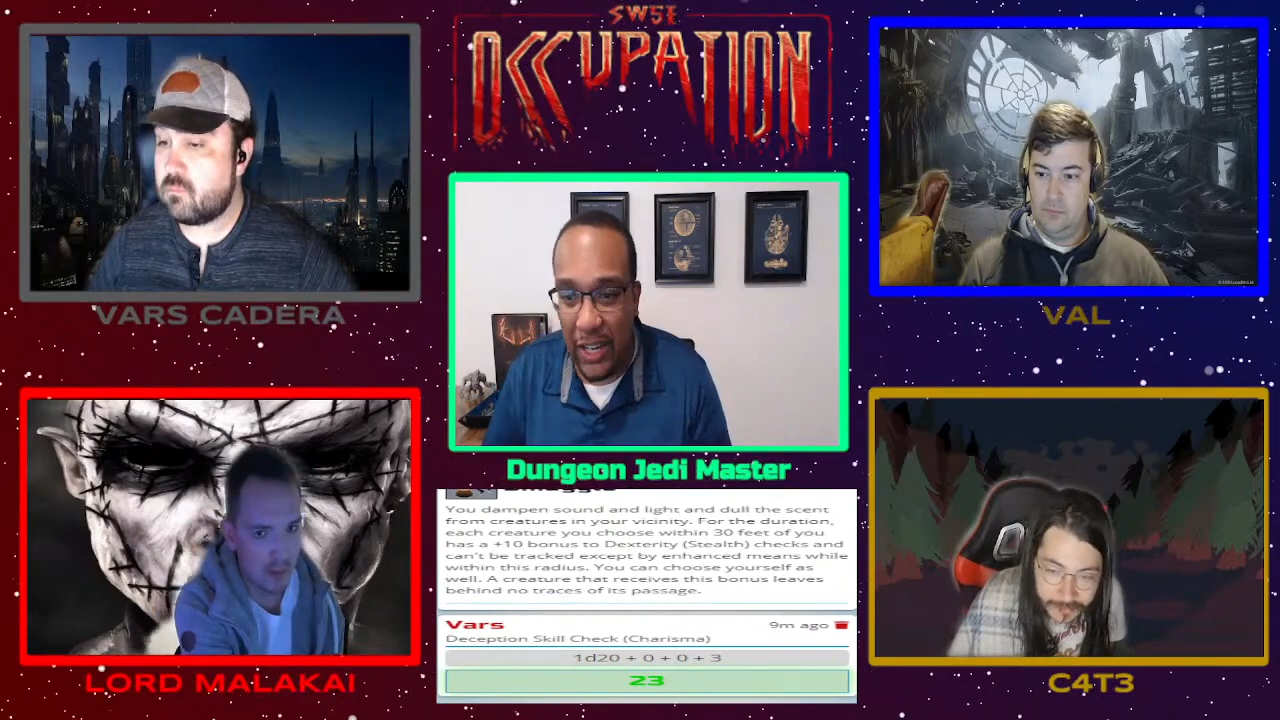 SW5E
OCCUPATION
VARS CADERA
VAL
Dungeon Jedi Master
You dampen sound and light and dull the scent
from creatures in your vicinity. For the duration,
each creature you choose within 30 feet of you
has a +10 bonus to Dexterity (Stealth) checks and
can't be tracked except by enhanced means while
within this radius. You can choose yourself as
well. A creature that receives this bonus leaves
behind no traces of its passage.
Vars 9m ago
Deception Skill Check (Charisma)
1d20 + 0 + 0 + 3
23
LORD MALAKAI
C4T3